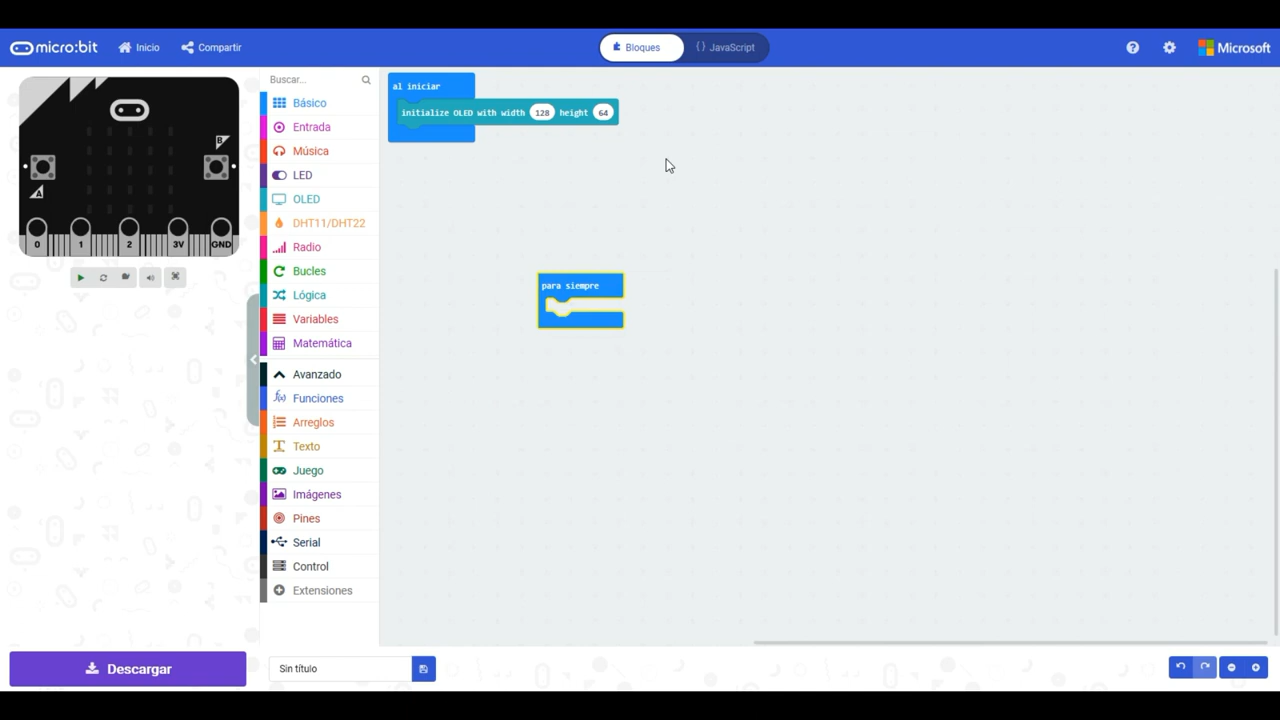 micro:bit
Inicio
Compartir
Bloques
{ } JavaScript
Microsoft
A
B
0 1 2 3V GND
Buscar...
Básico
Entrada
Música
LED
OLED
DHT11/DHT22
Radio
Bucles
Lógica
Variables
Matemática
Avanzado
Funciones
Arreglos
Texto
Juego
Imágenes
Pines
Serial
Control
Extensiones
al iniciar
initialize OLED with width 128 height 64
para siempre
Descargar
Sin título